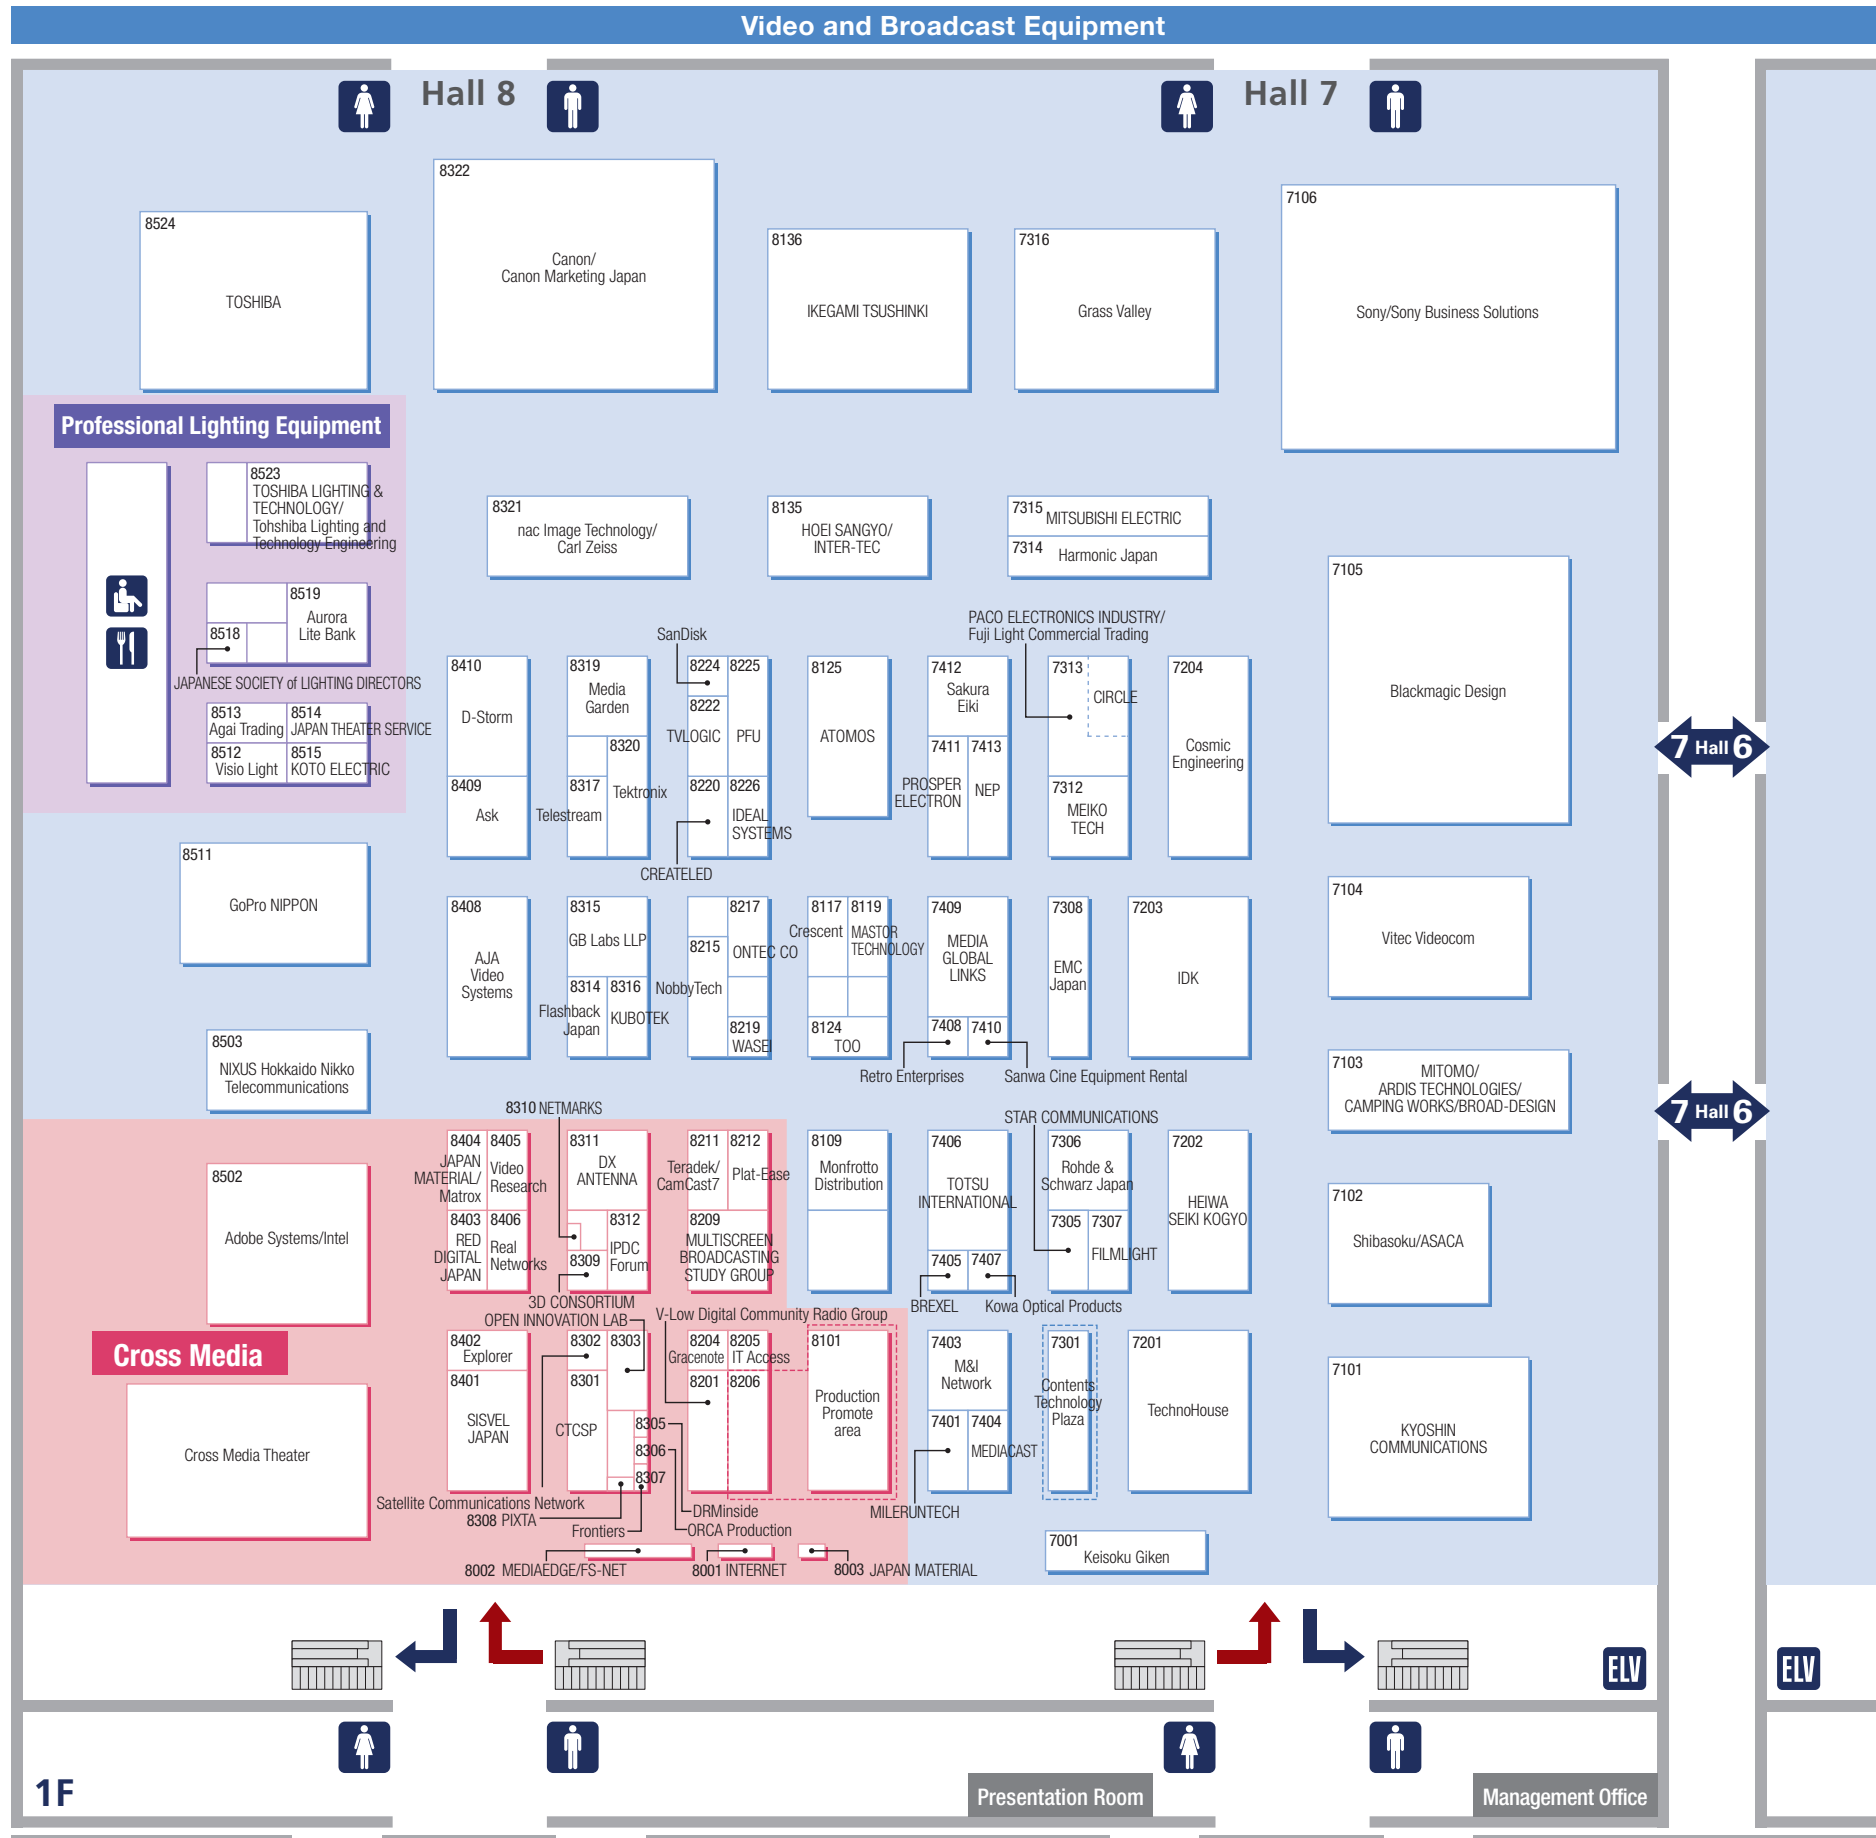 Video and Broadcast Equipment
Hall 8
Hall 7
8322
Canon/
Canon Marketing Japan
7106
Sony/Sony Business Solutions
8524
TOSHIBA
8136
IKEGAMI TSUSHINKI
7316
Grass Valley
Professional Lighting Equipment
8523
TOSHIBA LIGHTING &
TECHNOLOGY/
Tohshiba Lighting and
Technology Engineering
8321
nac Image Technology/
Carl Zeiss
8135
HOEI SANGYO/
INTER-TEC
7315
MITSUBISHI ELECTRIC
7314
Harmonic Japan
7105
Blackmagic Design
8519
Aurora
Lite Bank
8518
JAPANESE SOCIETY of LIGHTING DIRECTORS
8513
Agai Trading
8514
JAPAN THEATER SERVICE
8512
Visio Light
8515
KOTO ELECTRIC
SanDisk
PACO ELECTRONICS INDUSTRY/
Fuji Light Commercial Trading
8410
D-Storm
8409
Ask
8319
Media
Garden
8320
Tektronix
8317
Telestream
8224
8225
8222
TVLOGIC
PFU
8220
8226
IDEAL
SYSTEMS
CREATELED
8125
ATOMOS
7412
Sakura
Eiki
7411
PROSPER
ELECTRON
7413
NEP
7313
CIRCLE
7312
MEIKO
TECH
7204
Cosmic
Engineering
7 Hall 6
8511
GoPro NIPPON
8408
AJA
Video
Systems
8315
GB Labs LLP
8314
Flashback
Japan
8316
KUBOTEK
8217
ONTEC CO
8215
NobbyTech
8219
WASEI
8117
Crescent
8119
MASTOR
TECHNOLOGY
8124
TOO
7409
MEDIA
GLOBAL
LINKS
7408
7410
Retro Enterprises
Sanwa Cine Equipment Rental
7308
EMC
Japan
7203
IDK
7104
Vitec Videocom
8503
NIXUS Hokkaido Nikko
Telecommunications
7103
MITOMO/
ARDIS TECHNOLOGIES/
CAMPING WORKS/BROAD-DESIGN
7 Hall 6
8310 NETMARKS
STAR COMMUNICATIONS
8502
Adobe Systems/Intel
8404
JAPAN
MATERIAL/
Matrox
8405
Video
Research
8403
RED
DIGITAL
JAPAN
8406
Real
Networks
8311
DX
ANTENNA
8312
IPDC
Forum
8309
3D CONSORTIUM
8211
Teradek/
CamCast7
8212
Plat-Ease
8209
MULTISCREEN
BROADCASTING
STUDY GROUP
8109
Monfrotto
Distribution
7406
TOTSU
INTERNATIONAL
7405
7407
BREXEL
Kowa Optical Products
7306
Rohde &
Schwarz Japan
7305
7307
FILMLIGHT
7202
HEIWA
SEIKI KOGYO
7102
Shibasoku/ASACA
OPEN INNOVATION LAB
V-Low Digital Community Radio Group
Cross Media
Cross Media Theater
8402
Explorer
8401
SISVEL
JAPAN
8302
8303
8301
CTCSP
8305
8306
8307
8204
Gracenote
8205
IT Access
8201
8206
8101
Production
Promote
area
7403
M&I
Network
7401
7404
MEDIACAST
7301
Contents
Technology
Plaza
7201
TechnoHouse
7101
KYOSHIN
COMMUNICATIONS
Satellite Communications Network
8308 PIXTA
Frontiers
DRMinside
ORCA Production
MILERUNTECH
8002 MEDIAEDGE/FS-NET
8001 INTERNET
8003 JAPAN MATERIAL
7001
Keisoku Giken
ELV
ELV
1F
Presentation Room
Management Office